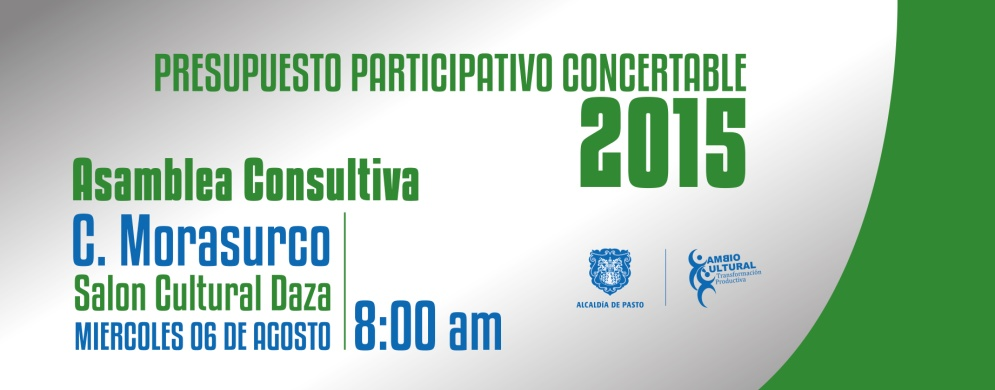 PRESUPUESTO PARTICIPATIVO CONCERTABLE
2015
Asamblea Consultiva
C. Morasurco
Salon Cultural Daza
MIERCOLES 06 DE AGOSTO
8:00 am
ALCALDÍA DE PASTO
CAMBIO
CULTURAL
Transformación
Productiva